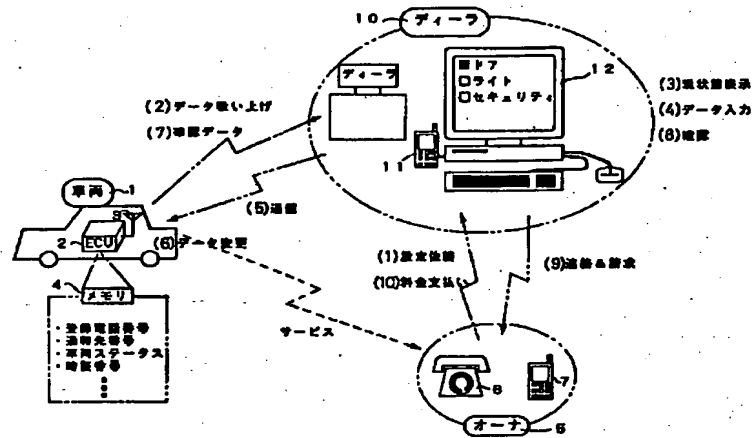 10
ディーラ
ディーラ
ドア
ライト
セキュリティ
12
11
(3)現状態表示
(4)データ入力
(8)確認
(2)データ吸い上げ
(7)確認データ
(5)送信
車両
1
3
2
ECU
(6)データ変更
4
メモリ
・登録電話番号
・通報先番号
・車両ステータス
・暗証番号
(1)設定依頼
(10)料金支払い
(9)連絡&請求
サービス
8
7
オーナ
6